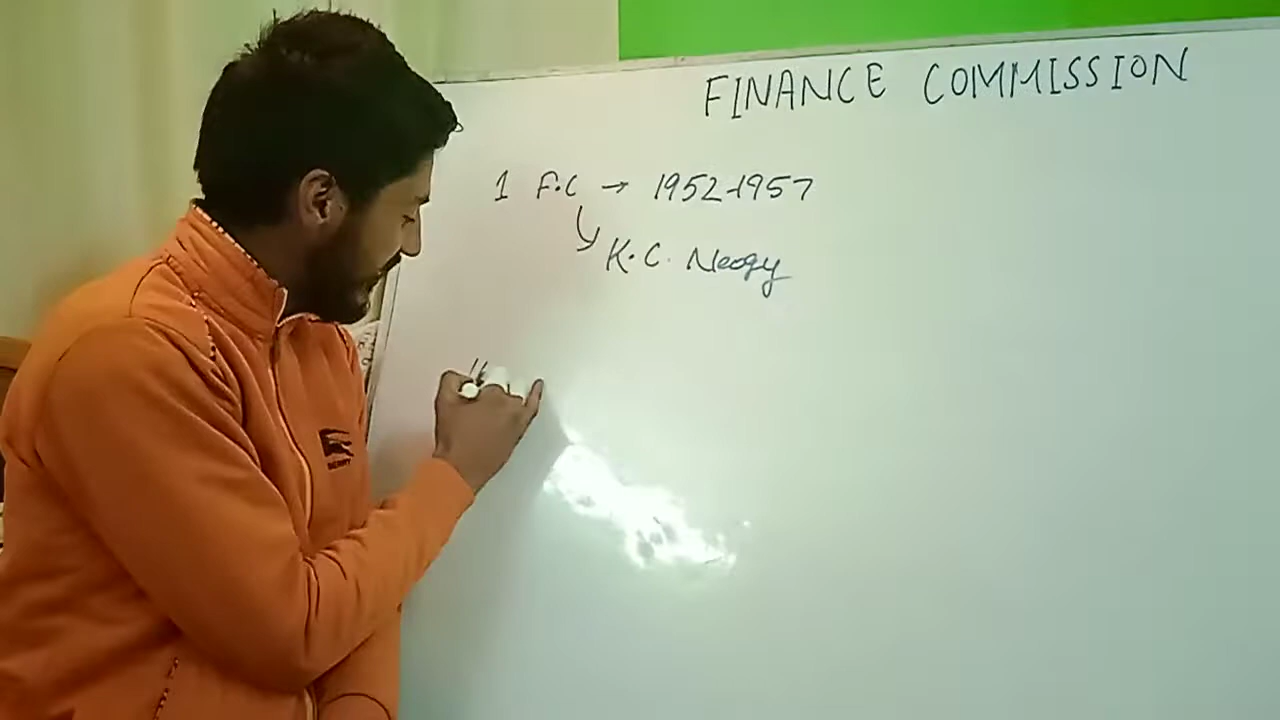 FINANCE COMMISSION
1 F.C → 1952-1957
K.C. Neogy